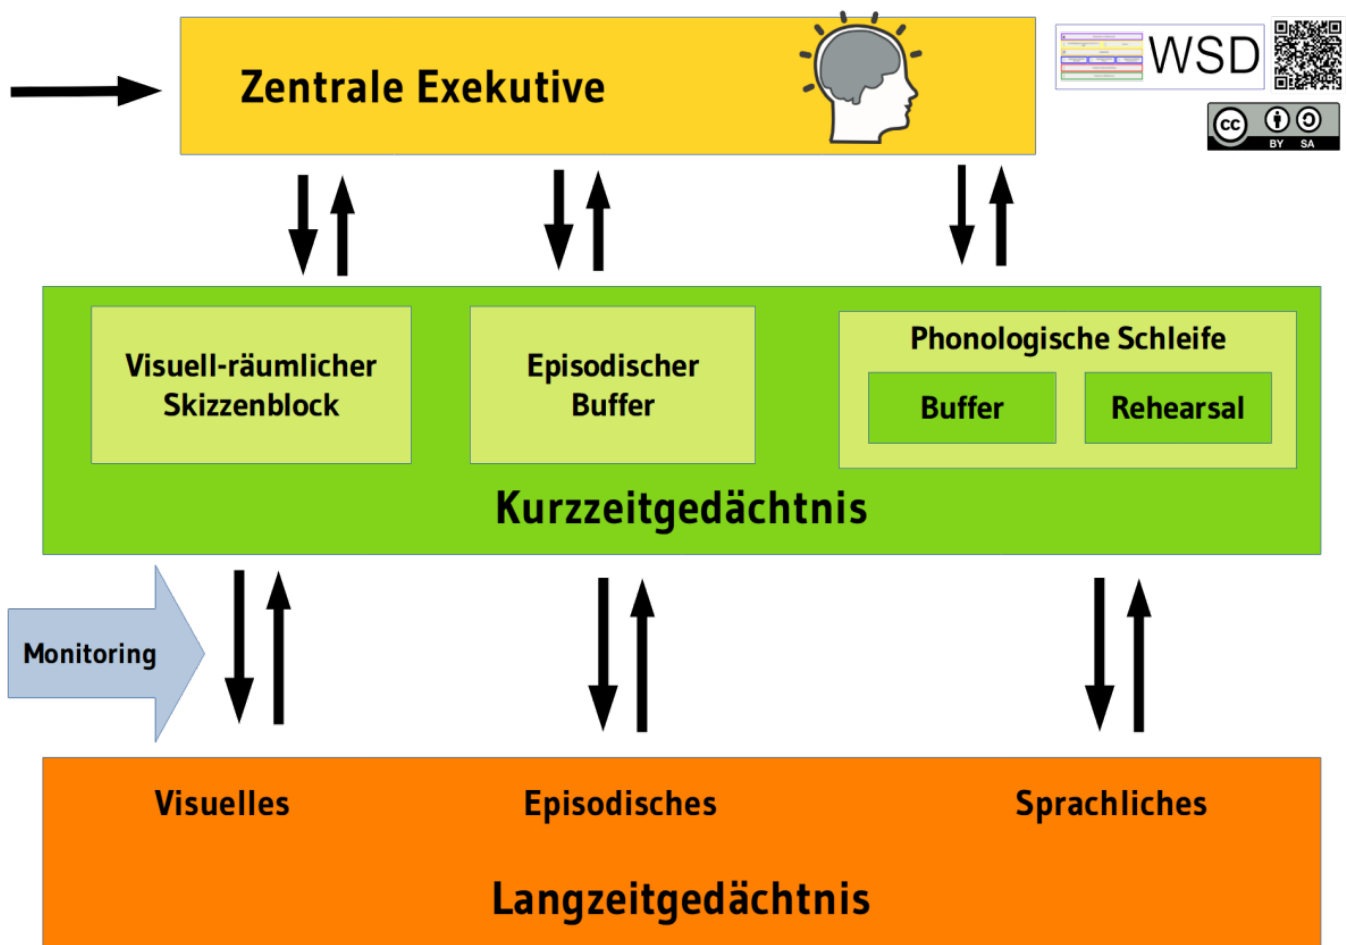 Zentrale Exekutive
WSD
cc
BY SA
Visuell-räumlicher
Skizzenblock
Episodischer
Buffer
Phonologische Schleife
Buffer
Rehearsal
Kurzzeitgedächtnis
Monitoring
Visuelles
Episodisches
Sprachliches
Langzeitgedächtnis